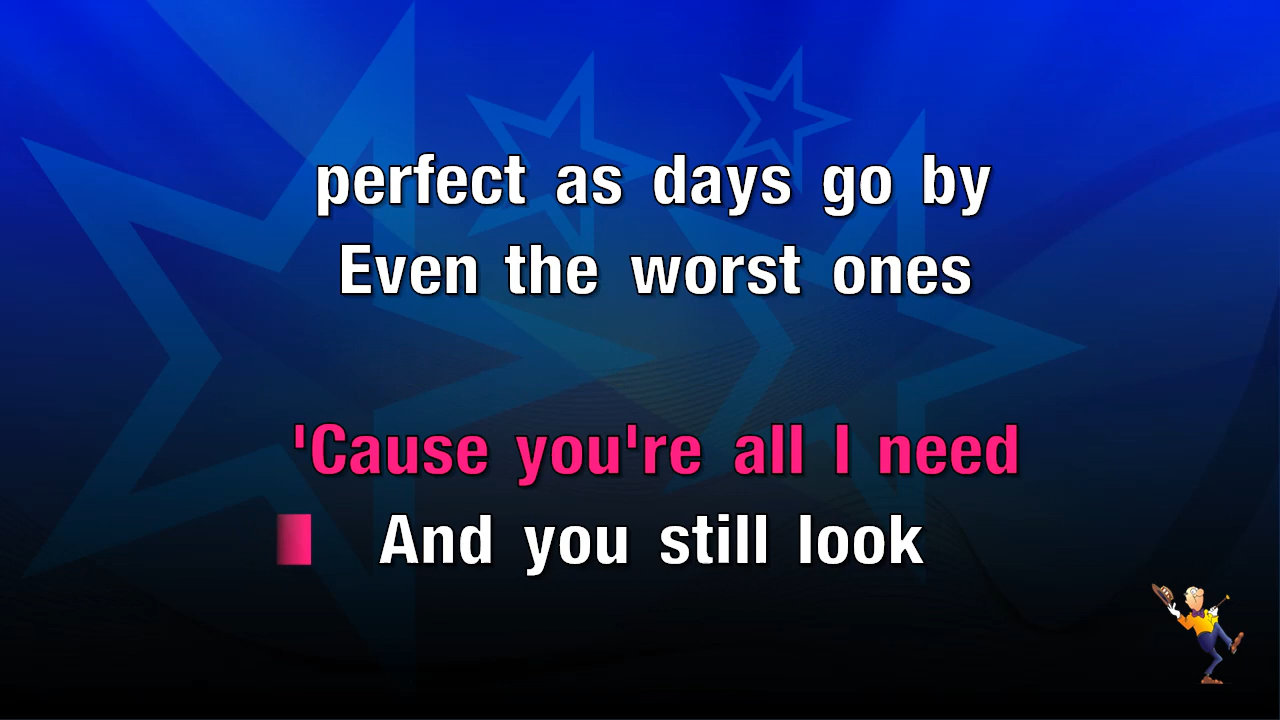 perfect as days go by
Even the worst ones
'Cause you're all I need
And you still look